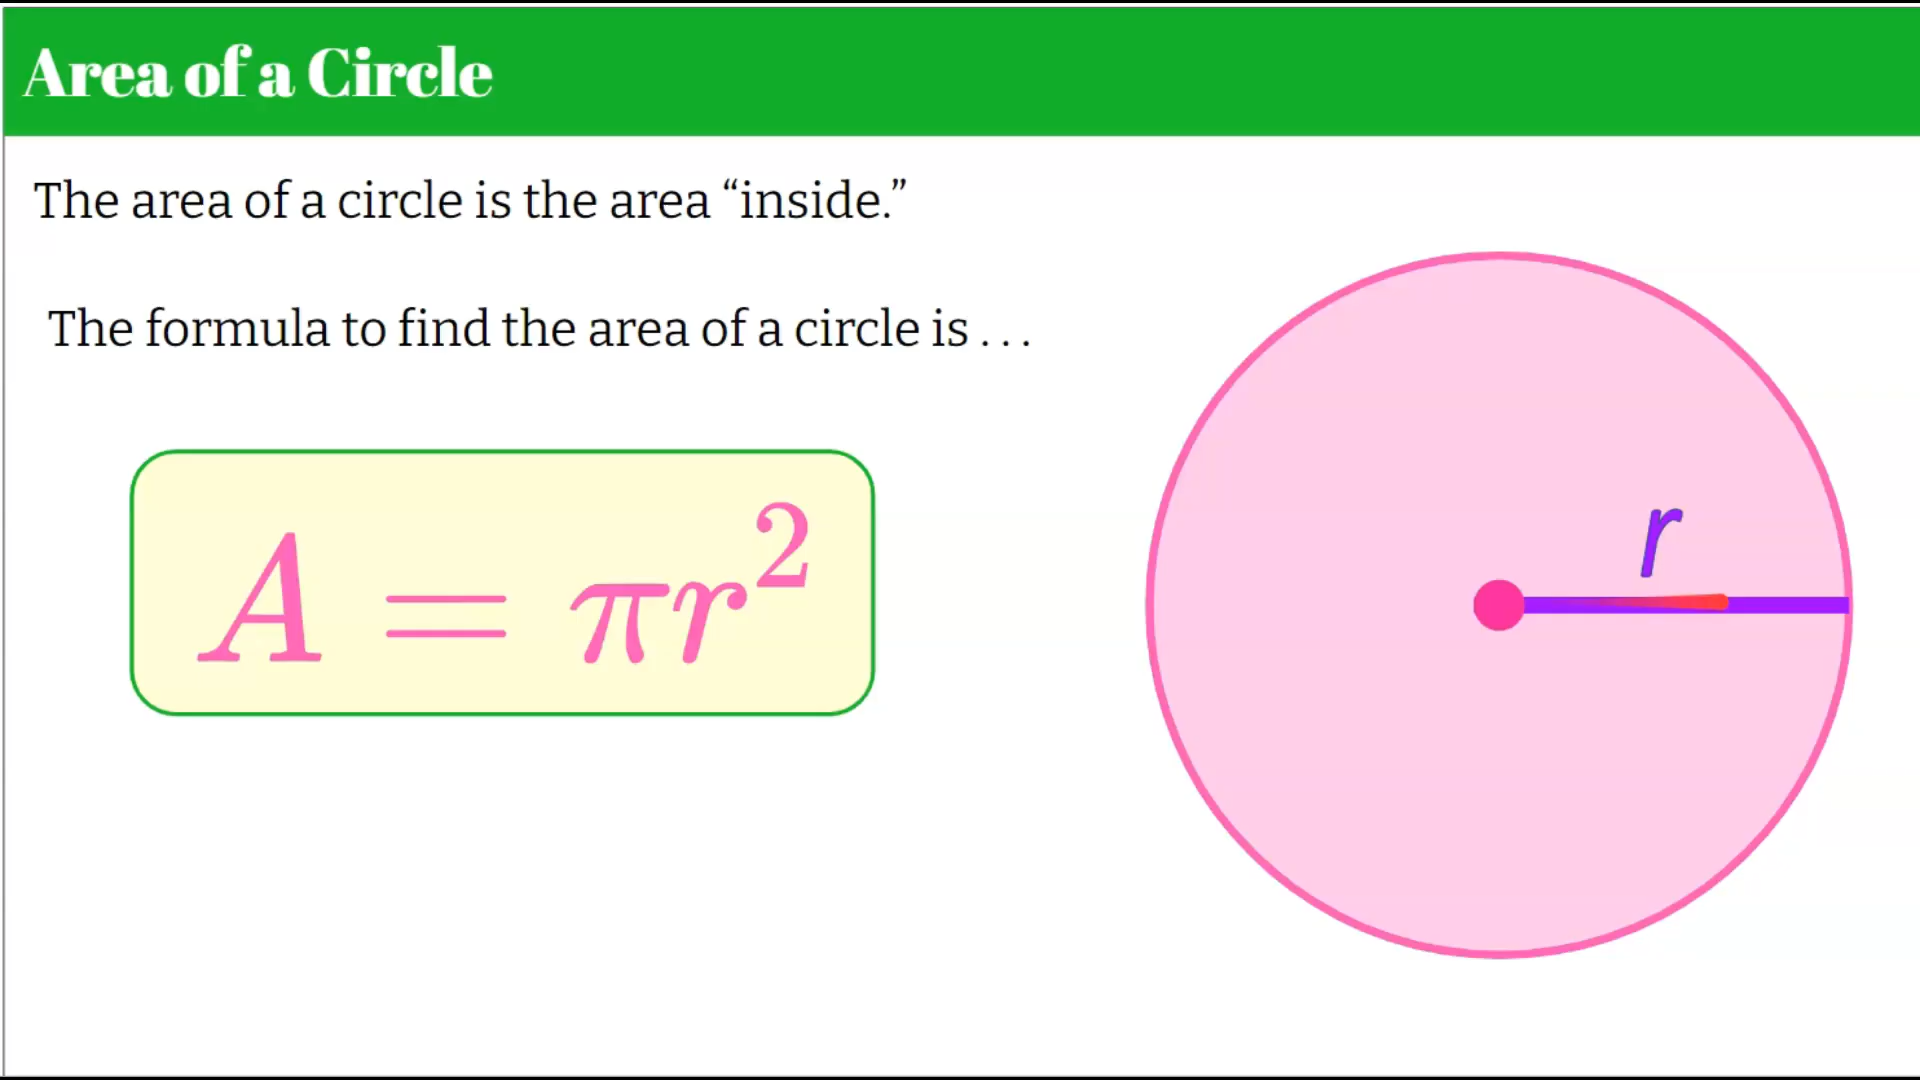 Area of a Circle
The area of a circle is the area “inside.”
The formula to find the area of a circle is . . .
A = πr²
r